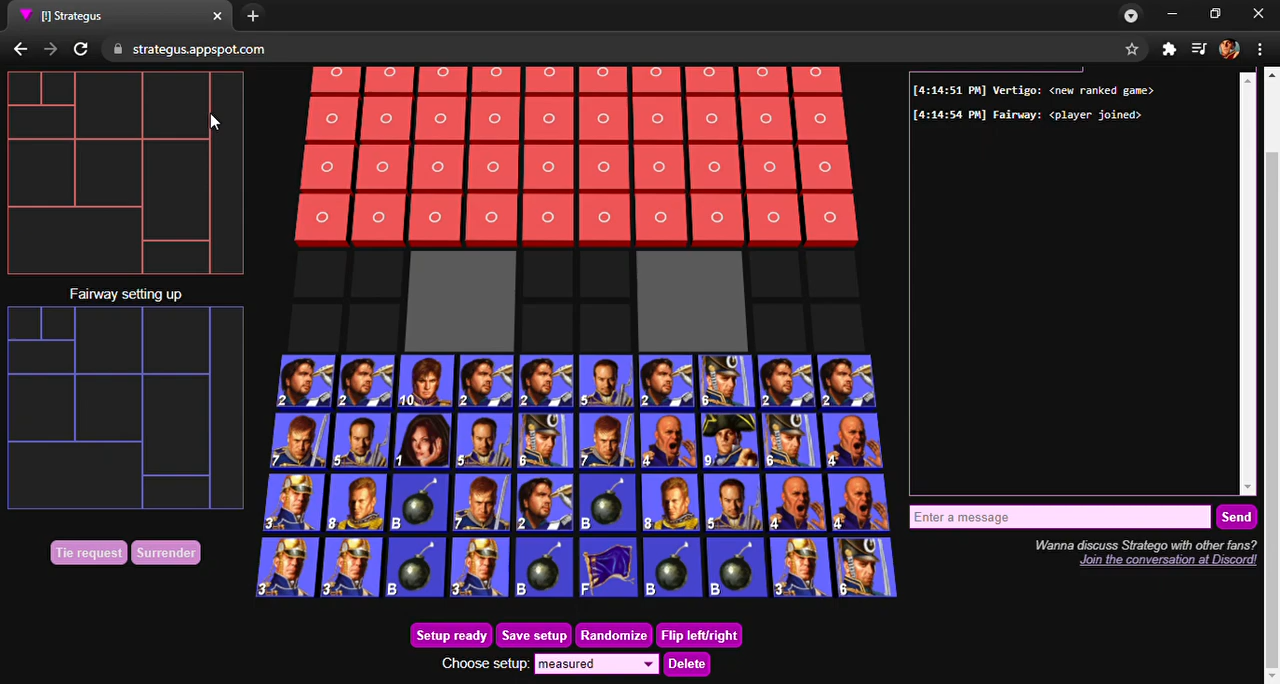 [!] Strategus
strategus.appspot.com
[4:14:51 PM] Vertigo: <new ranked game>
[4:14:54 PM] Fairway: <player joined>
Fairway setting up
2 2 10 2 2 5 2 6 2 2
7 5 1 5 6 7 4 9 6 4
3 8 B 7 2 B 8 5 4 4
3 3 B 3 B F B B 3 6
Enter a message
Send
Wanna discuss Stratego with other fans?
Join the conversation at Discord!
Tie request
Surrender
Setup ready
Save setup
Randomize
Flip left/right
Choose setup: measured
Delete